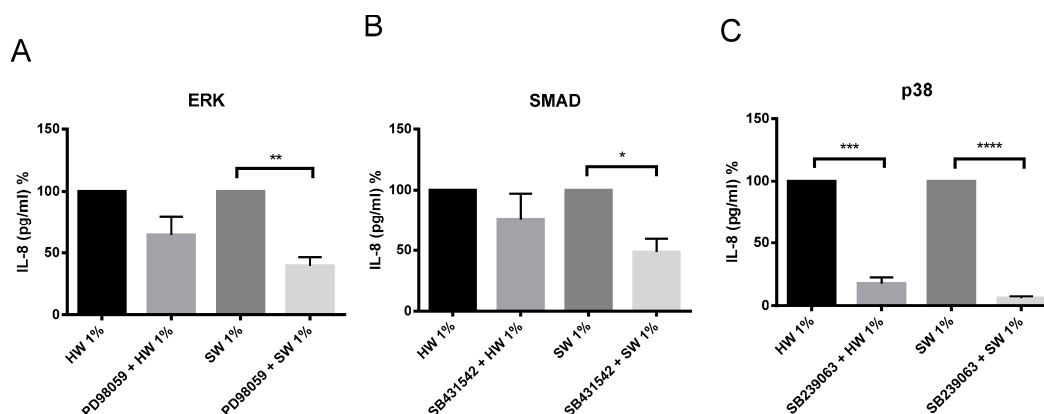 A
ERK
IL-8 (pg/ml) %
150
100
50
0
**
HW 1%
PD98059 + HW 1%
SW 1%
PD98059 + SW 1%
B
SMAD
IL-8 (pg/ml) %
150
100
50
0
*
HW 1%
SB431542 + HW 1%
SW 1%
SB431542 + SW 1%
C
p38
IL-8 (pg/ml) %
150
100
50
0
***
****
HW 1%
SB239063 + HW 1%
SW 1%
SB239063 + SW 1%